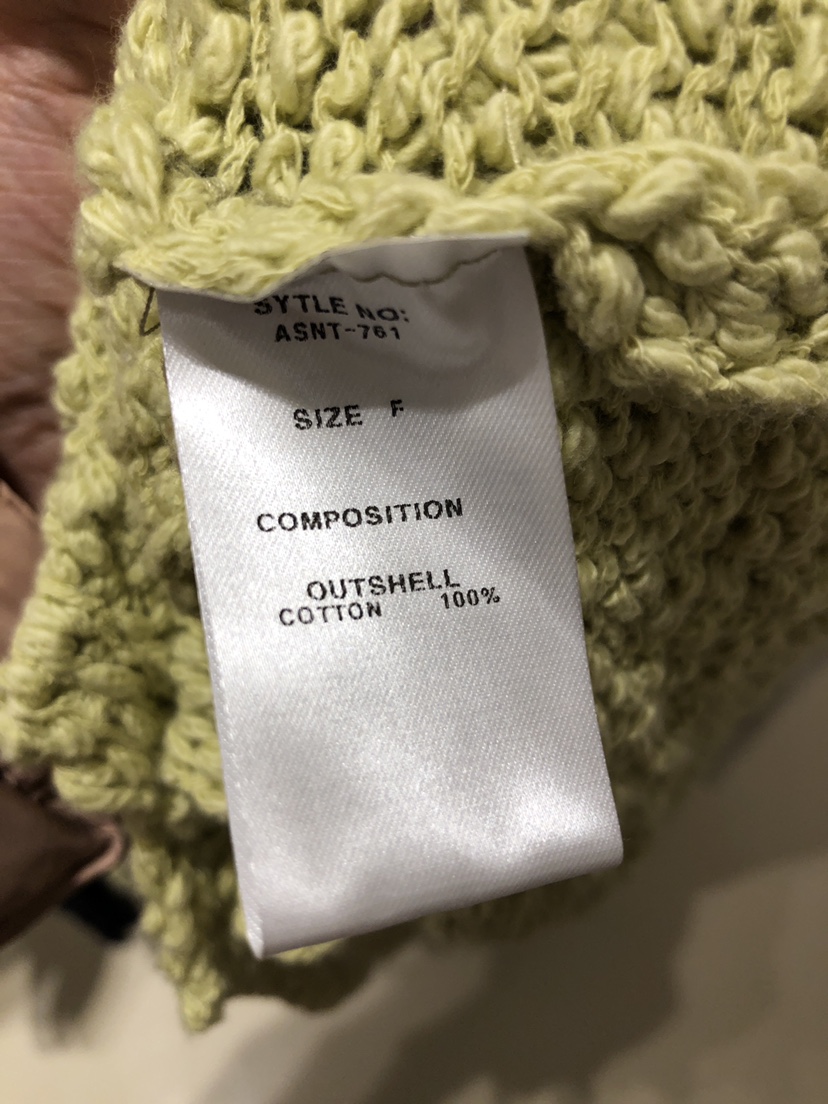 SYTLE NO:
ASNT-761
SIZE F
COMPOSITION
OUTSHELL
COTTON 100%